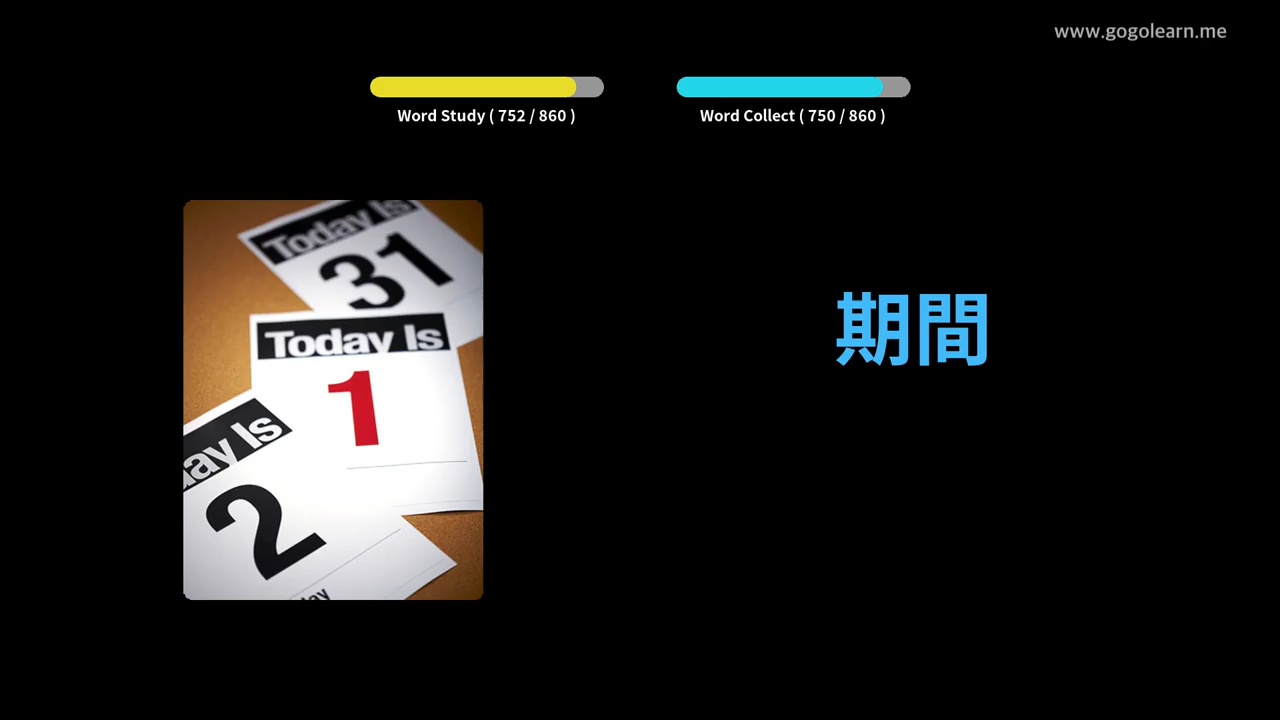 www.gogolearn.me
Word Study ( 752 / 860 )
Word Collect ( 750 / 860 )
Today Is
31
Today Is
1
ay Is
2
期間